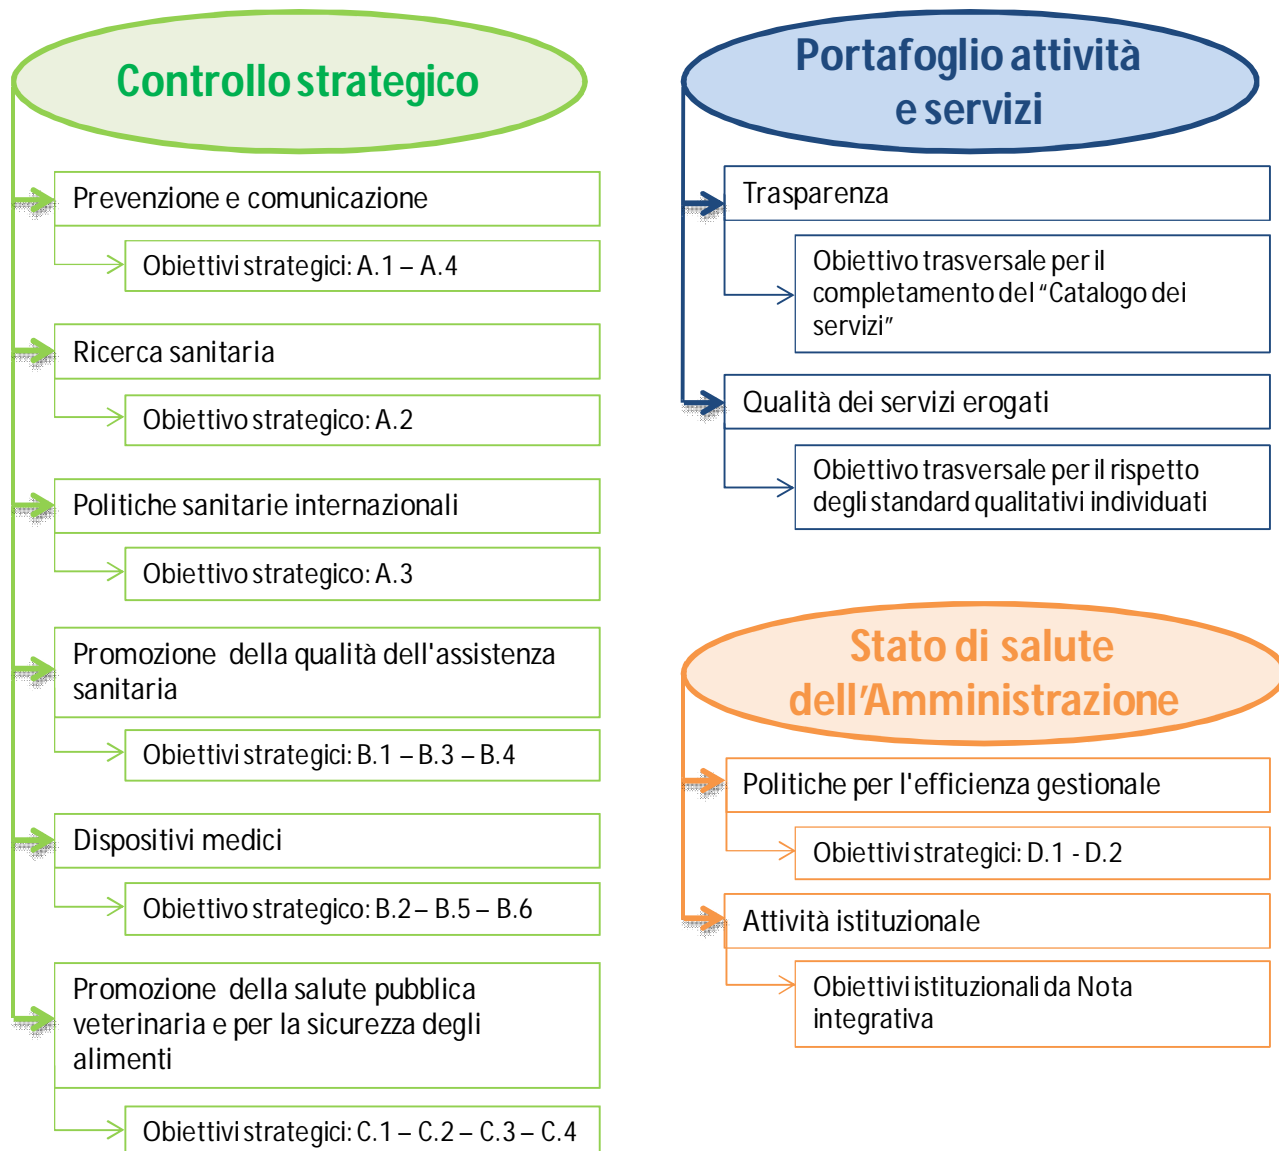 Controllo strategico
Prevenzione e comunicazione
Obiettivi strategici: A.1 – A.4
Ricerca sanitaria
Obiettivo strategico: A.2
Politiche sanitarie internazionali
Obiettivo strategico: A.3
Promozione della qualità dell'assistenza
sanitaria
Obiettivi strategici: B.1 – B.3 – B.4
Dispositivi medici
Obiettivo strategico: B.2 – B.5 – B.6
Promozione della salute pubblica
veterinaria e per la sicurezza degli
alimenti
Obiettivi strategici: C.1 – C.2 – C.3 – C.4
Portafoglio attività
e servizi
Trasparenza
Obiettivo trasversale per il
completamento del “Catalogo dei
servizi”
Qualità dei servizi erogati
Obiettivo trasversale per il rispetto
degli standard qualitativi individuati
Stato di salute
dell’Amministrazione
Politiche per l'efficienza gestionale
Obiettivi strategici: D.1 - D.2
Attività istituzionale
Obiettivi istituzionali da Nota
integrativa